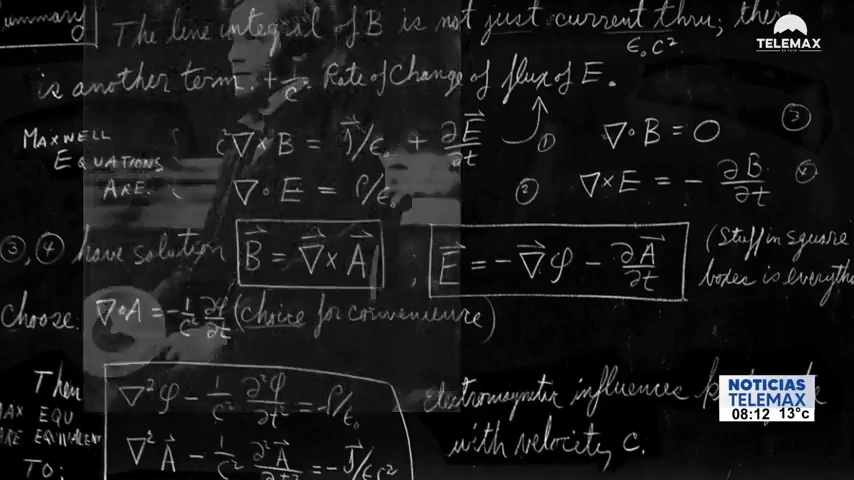 ummary
The line integral of B is not just current thru; there
ε₀c²
TELEMAX
is another term + 1/c² Rate of Change of flux of E.
MAXWELL
EQUATIONS
ARE:
c²∇×B = J/ε₀ + ∂E/∂t ①
∇·B = 0 ③
∇·E = ρ/ε₀ ②
∇×E = -∂B/∂t ④
③, ④ have solution B = ∇×A ; E = -∇φ - ∂A/∂t (Stuff in square
boxes is everyth
choose: ∇·A = -1/c² ∂φ/∂t (choice for convenience)
Then
MAX EQU
ARE EQUIVALENT
TO:
∇²φ - 1/c² ∂²φ/∂t² = -ρ/ε₀
∇²A - 1/c² ∂²A/∂t² = -J/ε₀c²
Electromagnetic influences
with velocity c.
NOTICIAS
TELEMAX
08:12 13°c